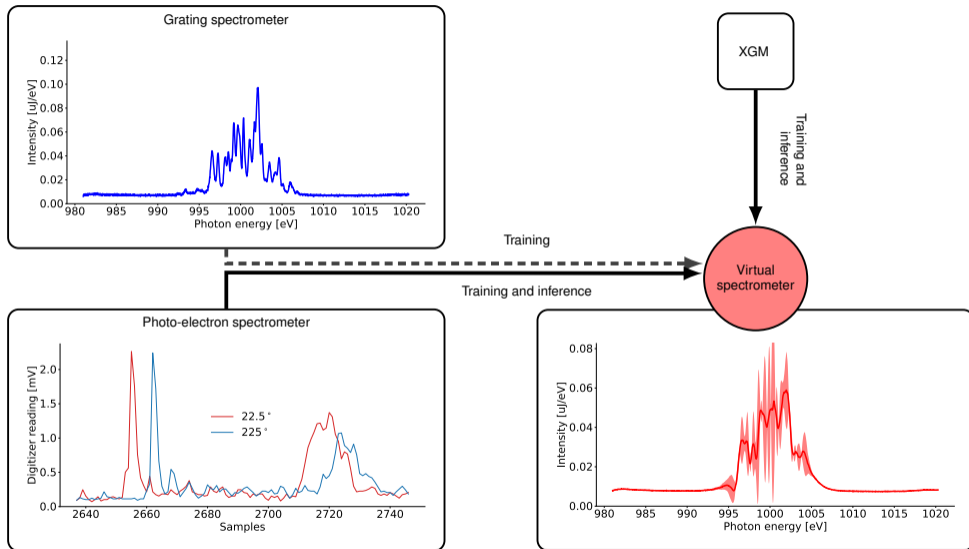 Grating spectrometer
0.12
0.10
0.08
0.06
0.04
0.02
0.00
Intensity [uJ/eV]
980 985 990 995 1000 1005 1010 1015 1020
Photon energy [eV]
XGM
Training and
inference
Training
Training and inference
Virtual
spectrometer
Photo-electron spectrometer
2.0
1.5
1.0
0.5
0.0
Digitizer reading [mV]
22.5°
225°
2640 2660 2680 2700 2720 2740
Samples
0.08
0.06
0.04
0.02
0.00
Intensity [uJ/eV]
980 985 990 995 1000 1005 1010 1015 1020
Photon energy [eV]